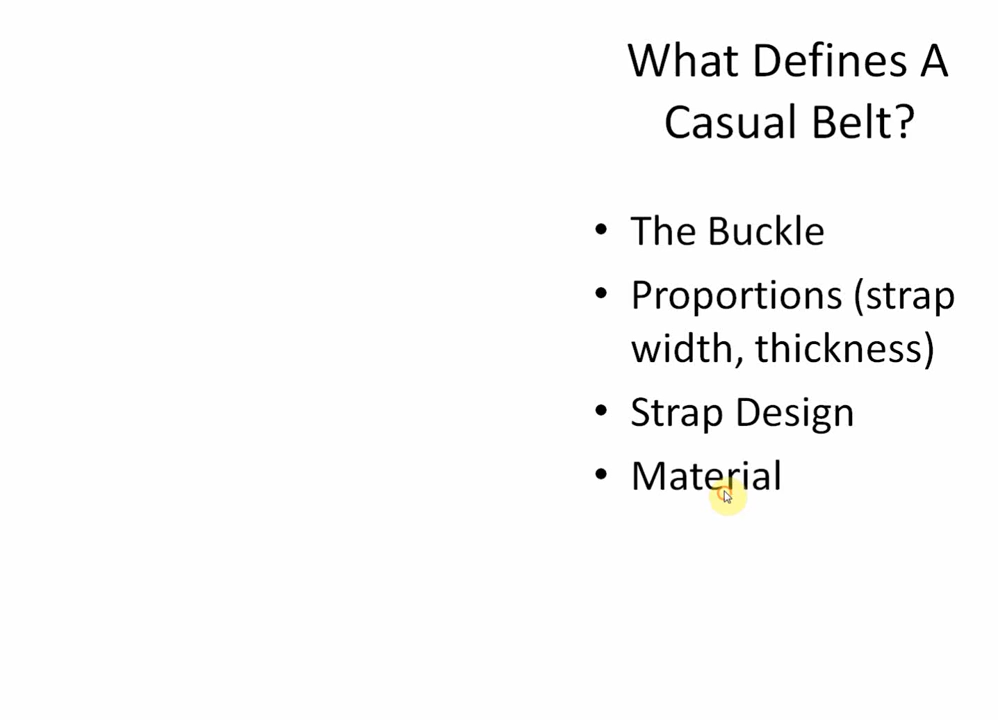 What Defines A
Casual Belt?
• The Buckle
• Proportions (strap
width, thickness)
• Strap Design
• Material